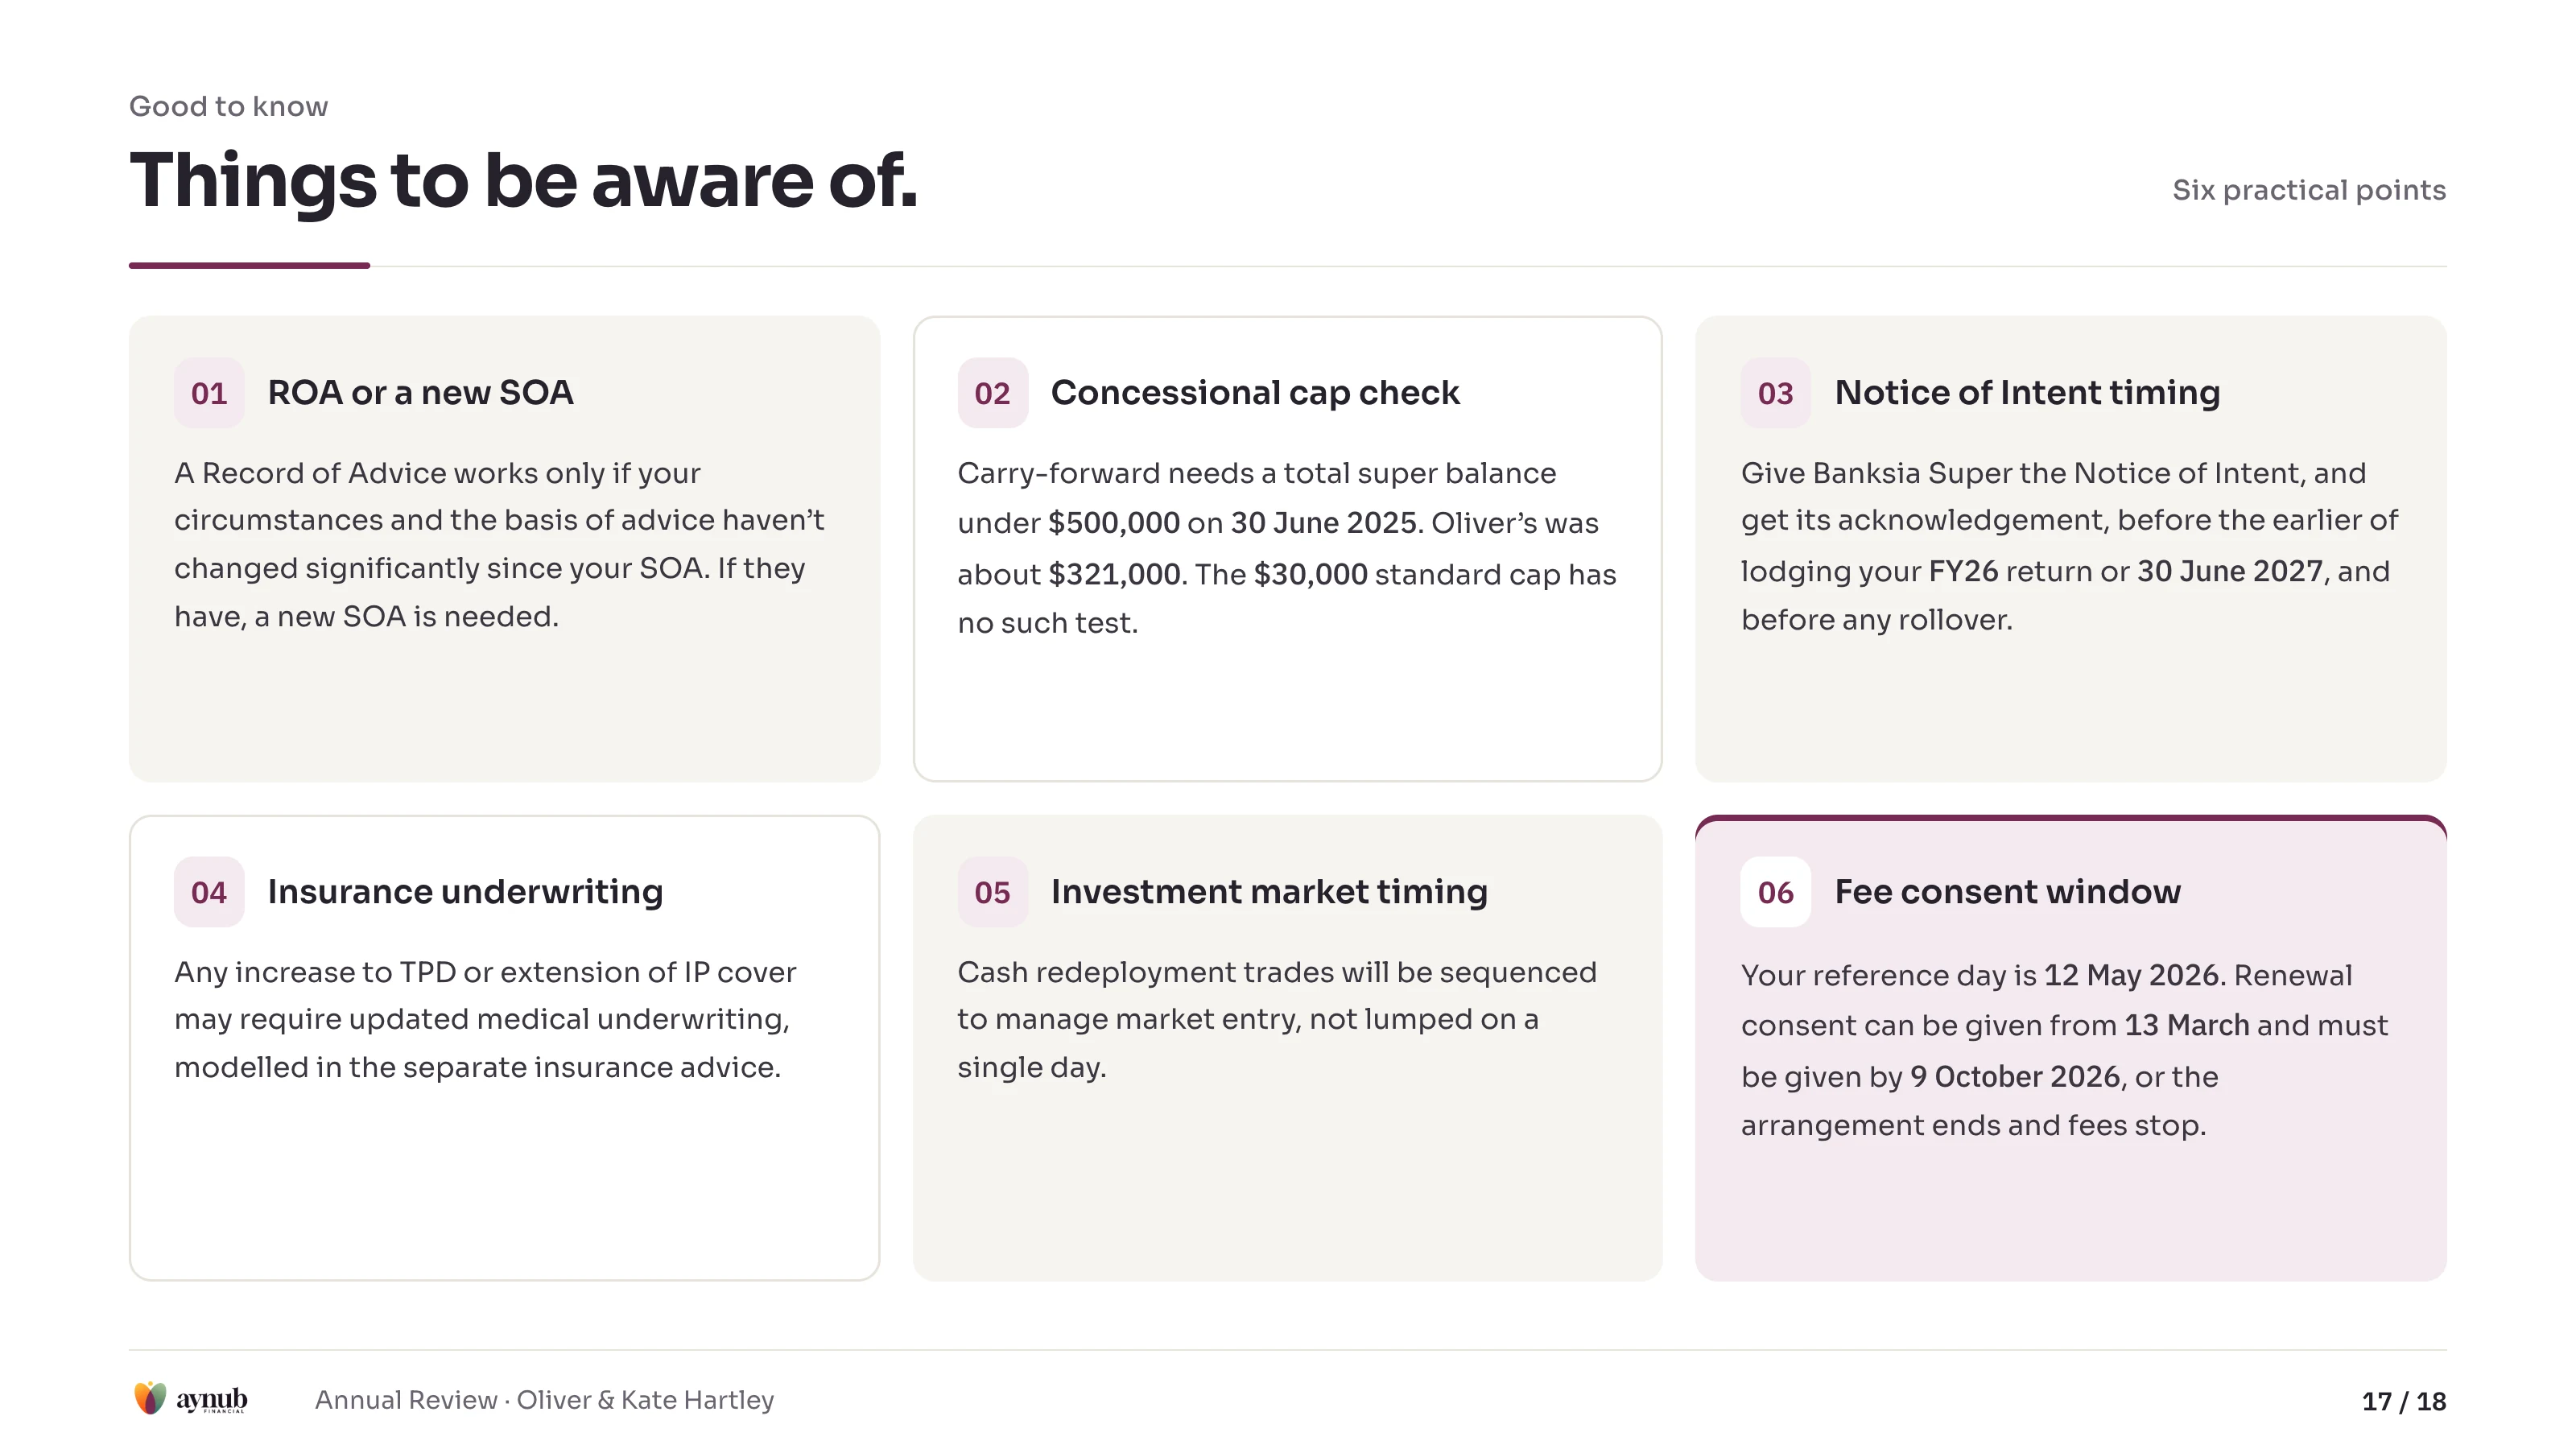 Good to know
Things to be aware of.
Six practical points
01
ROA or a new SOA
A Record of Advice works only if your
circumstances and the basis of advice haven’t
changed significantly since your SOA. If they
have, a new SOA is needed.
02
Concessional cap check
Carry-forward needs a total super balance
under $500,000 on 30 June 2025. Oliver’s was
about $321,000. The $30,000 standard cap has
no such test.
03
Notice of Intent timing
Give Banksia Super the Notice of Intent, and
get its acknowledgement, before the earlier of
lodging your FY26 return or 30 June 2027, and
before any rollover.
04
Insurance underwriting
Any increase to TPD or extension of IP cover
may require updated medical underwriting,
modelled in the separate insurance advice.
05
Investment market timing
Cash redeployment trades will be sequenced
to manage market entry, not lumped on a
single day.
06
Fee consent window
Your reference day is 12 May 2026. Renewal
consent can be given from 13 March and must
be given by 9 October 2026, or the
arrangement ends and fees stop.
aynub
FINANCIAL
Annual Review · Oliver & Kate Hartley
17 / 18